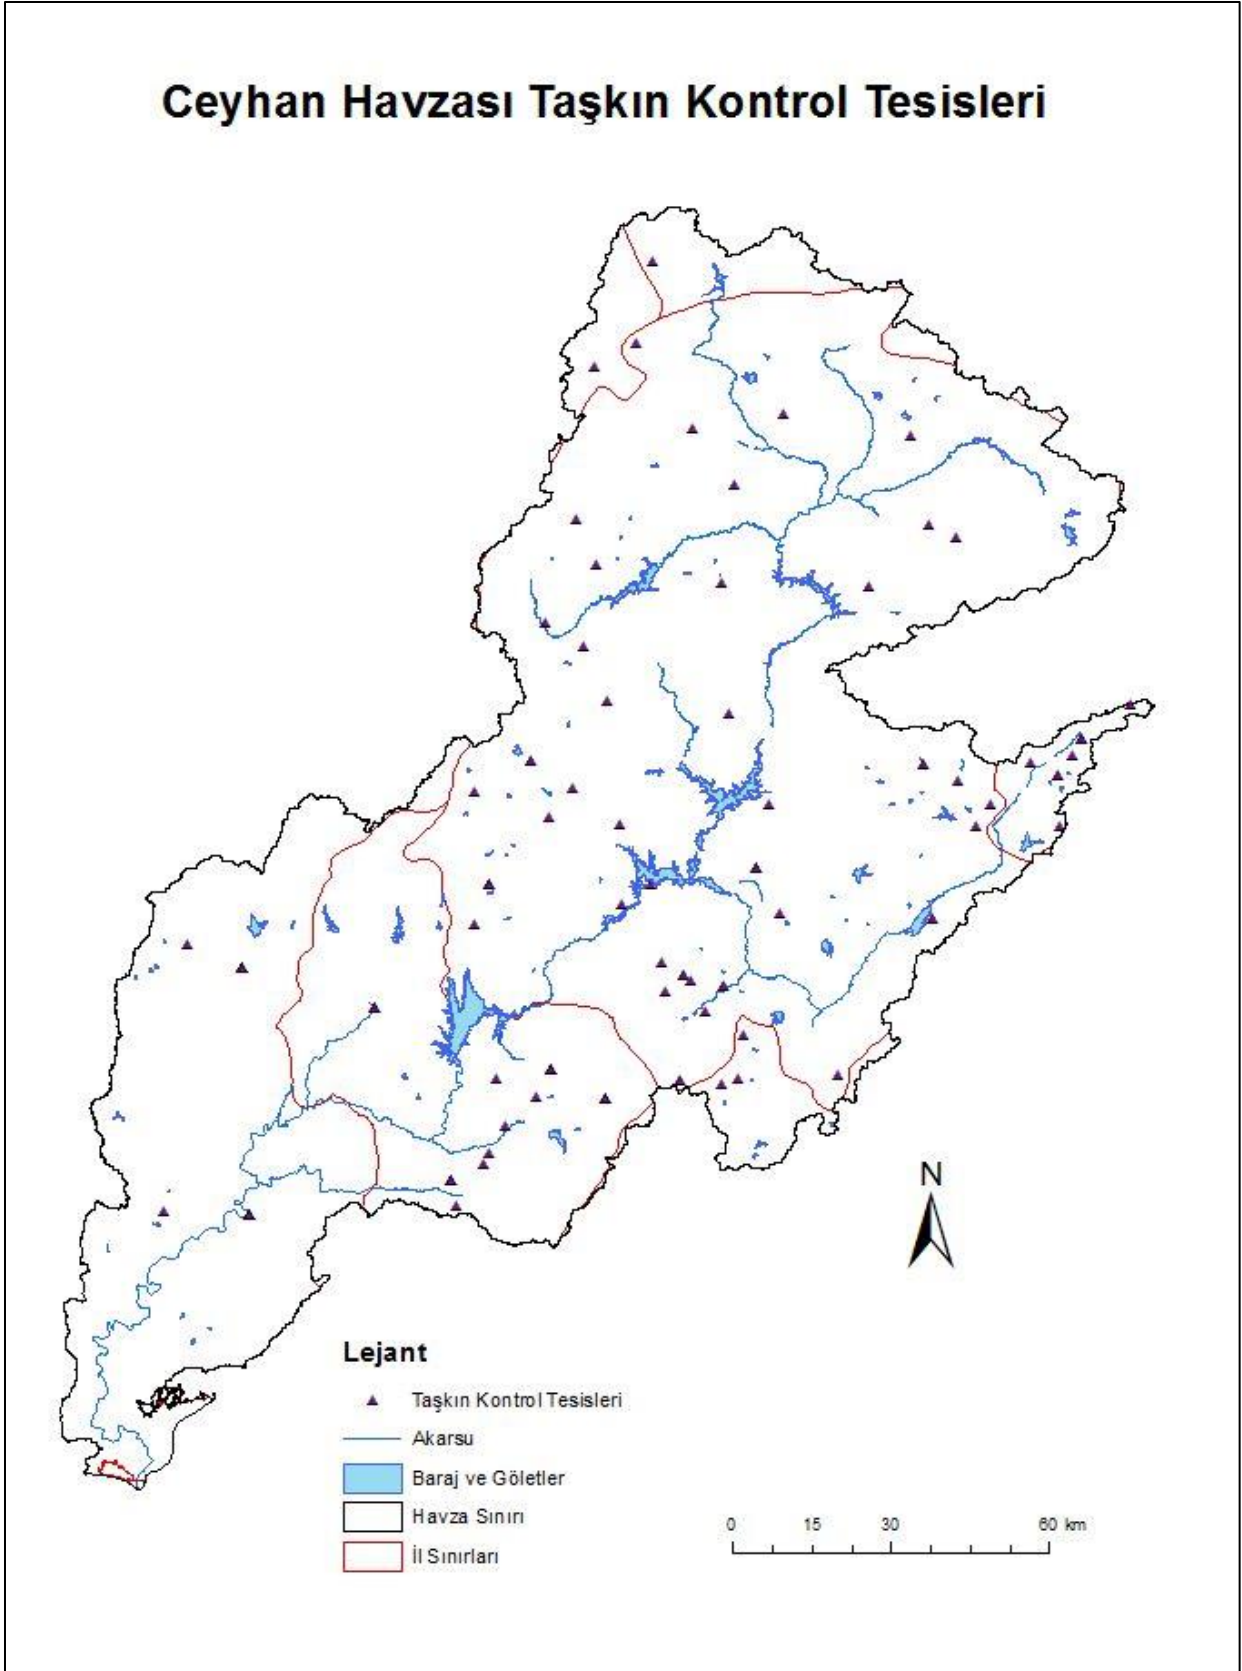 Ceyhan Havzası Taşkın Kontrol Tesisleri
N
Lejant
Taşkın Kontrol Tesisleri
Akarsu
Baraj ve Göletler
Havza Sınırı
İl Sınırları
0 15 30 60 km